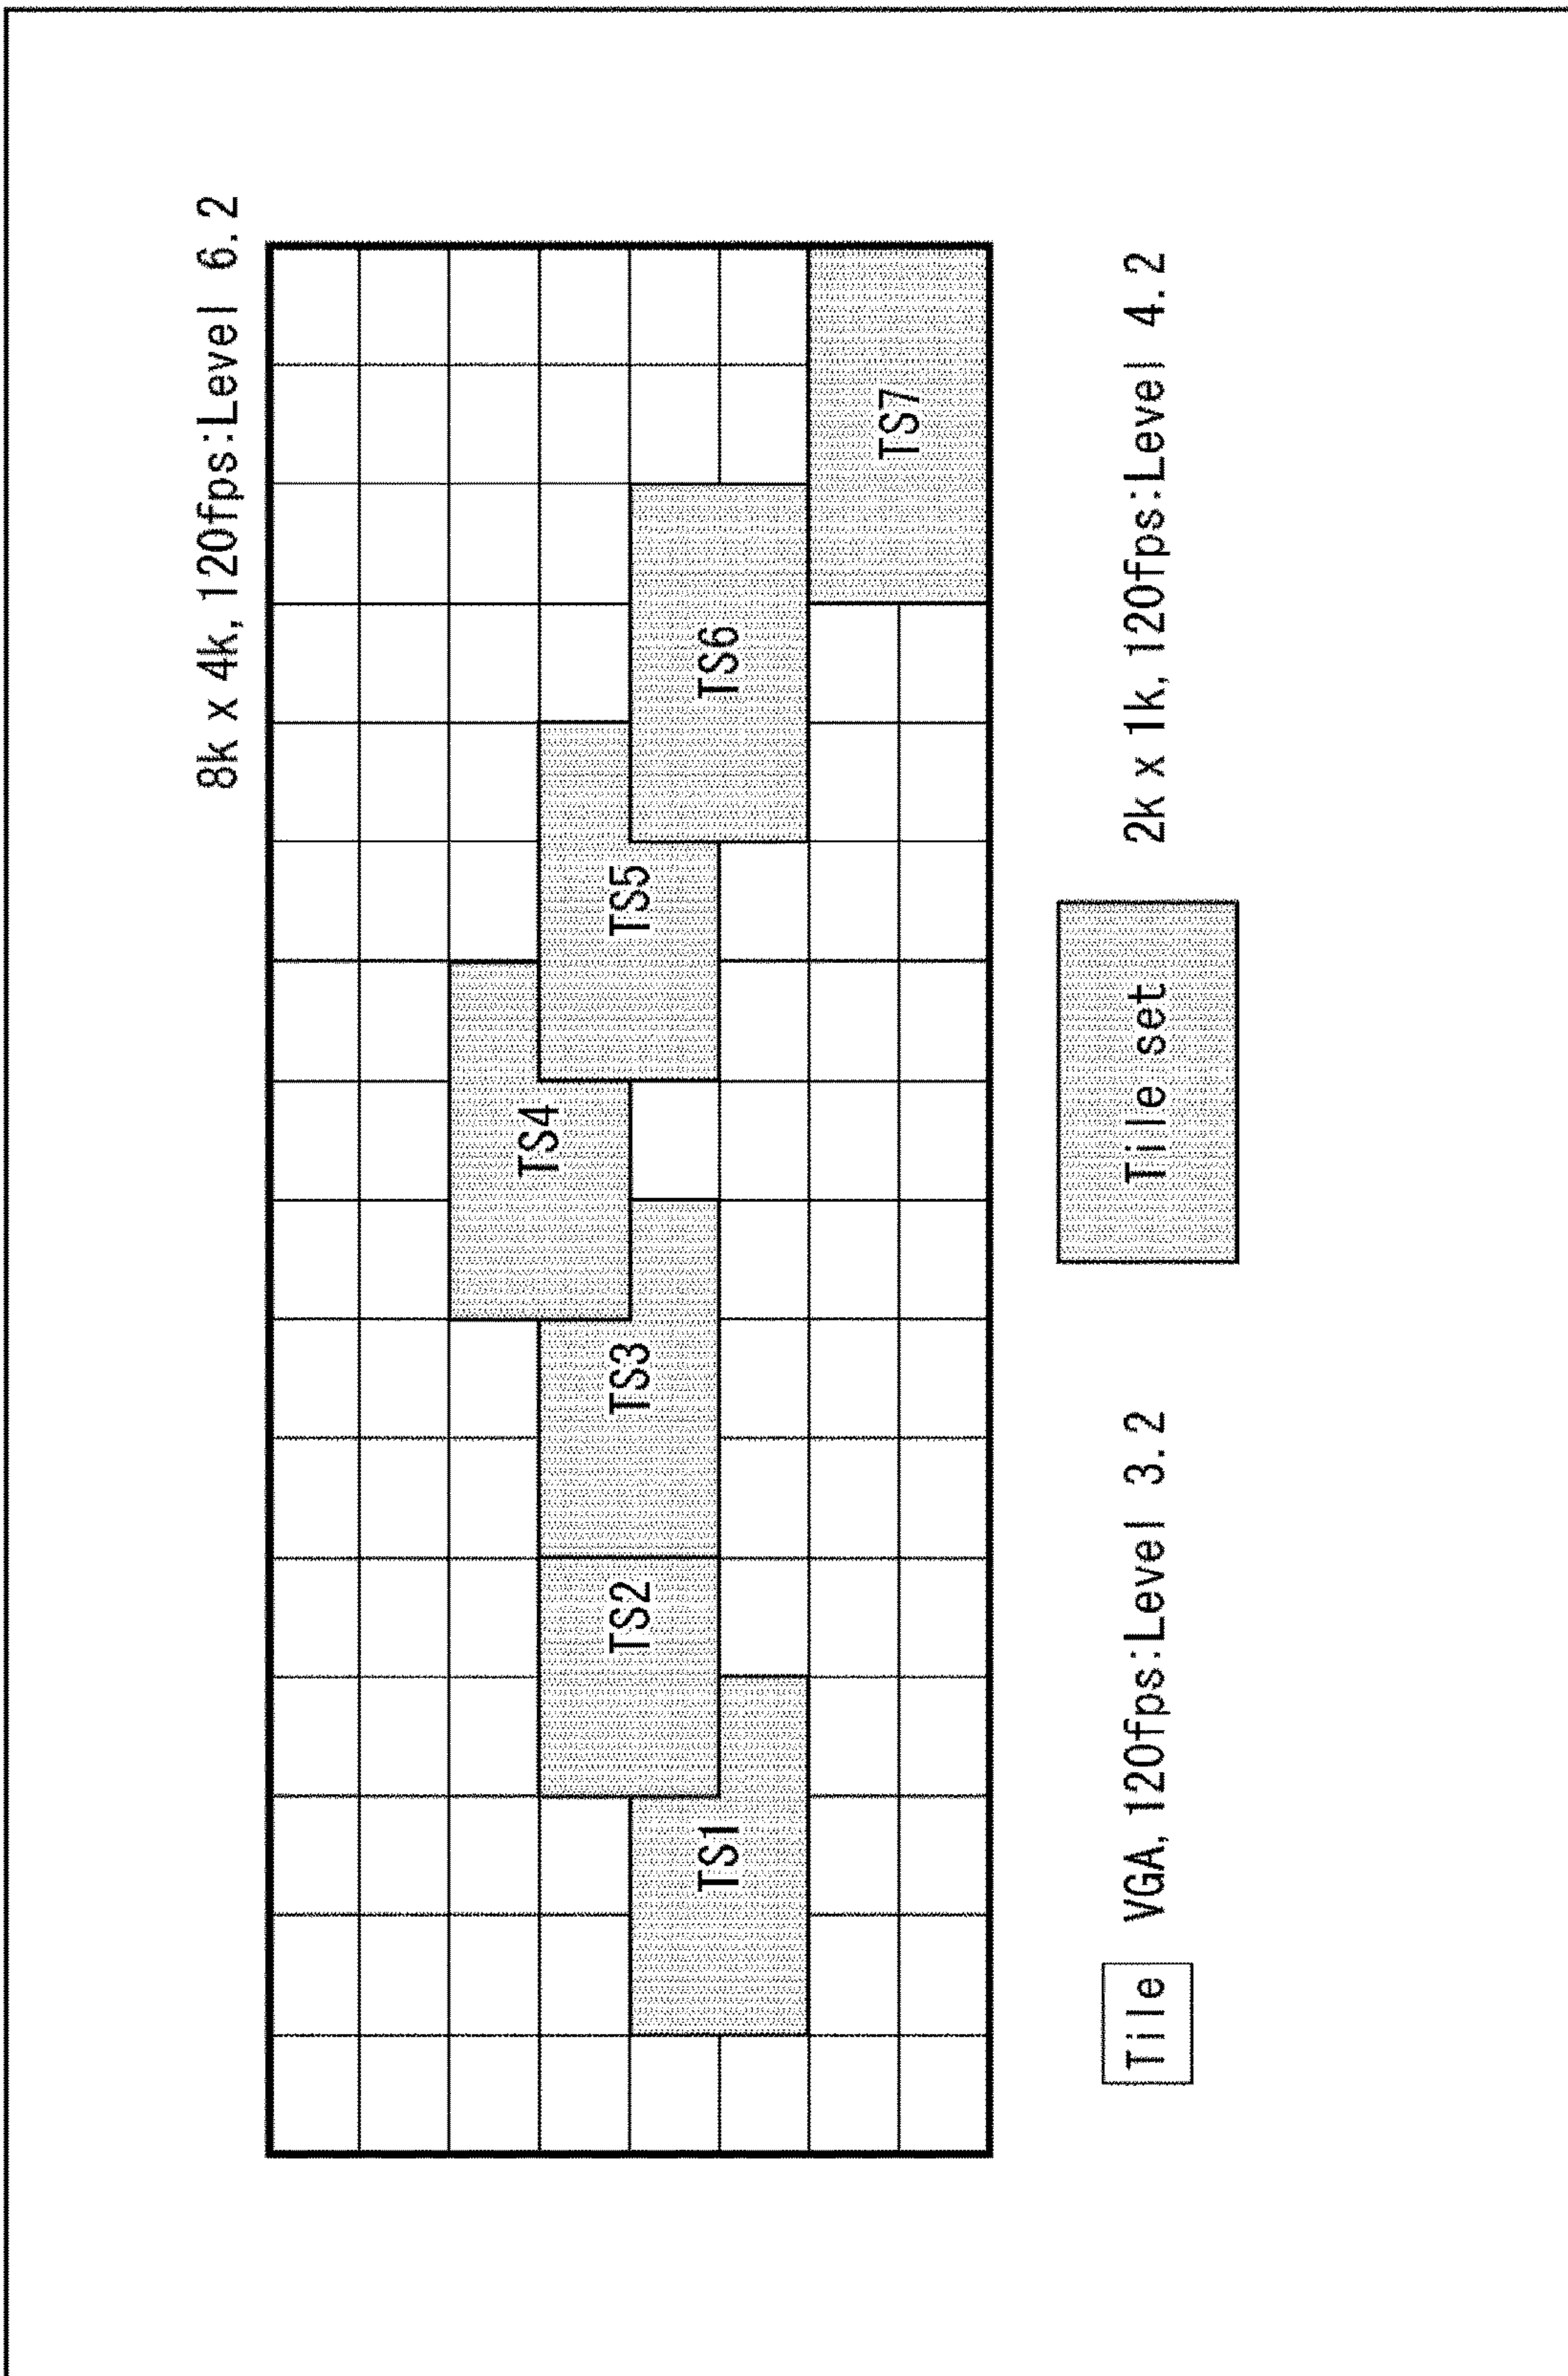 8k x 4k, 120fps:Level 6.2
TS1
TS2
TS3
TS4
TS5
TS6
TS7
Tile VGA, 120fps:Level 3.2
Tile set 2k x 1k, 120fps:Level 4.2